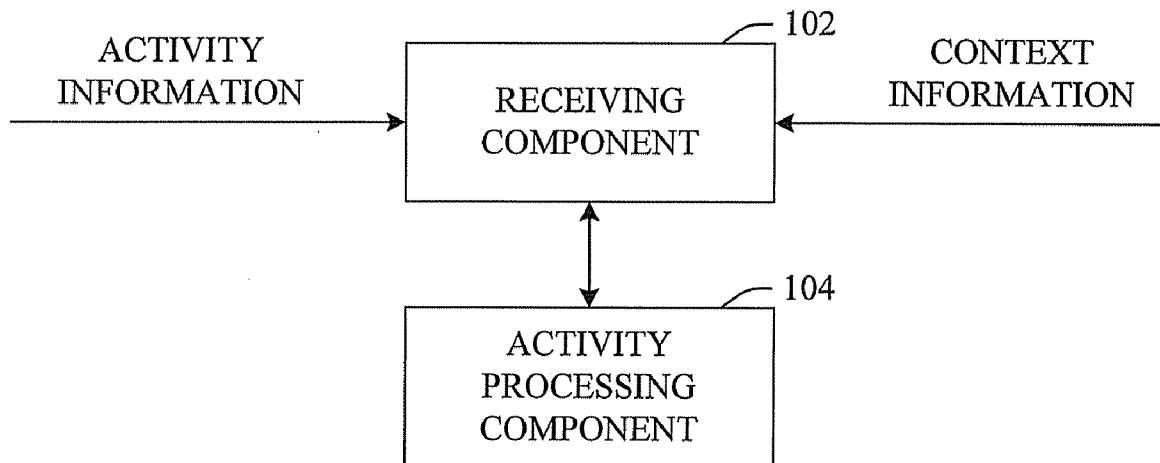 102
ACTIVITY
INFORMATION
RECEIVING
COMPONENT
CONTEXT
INFORMATION
104
ACTIVITY
PROCESSING
COMPONENT